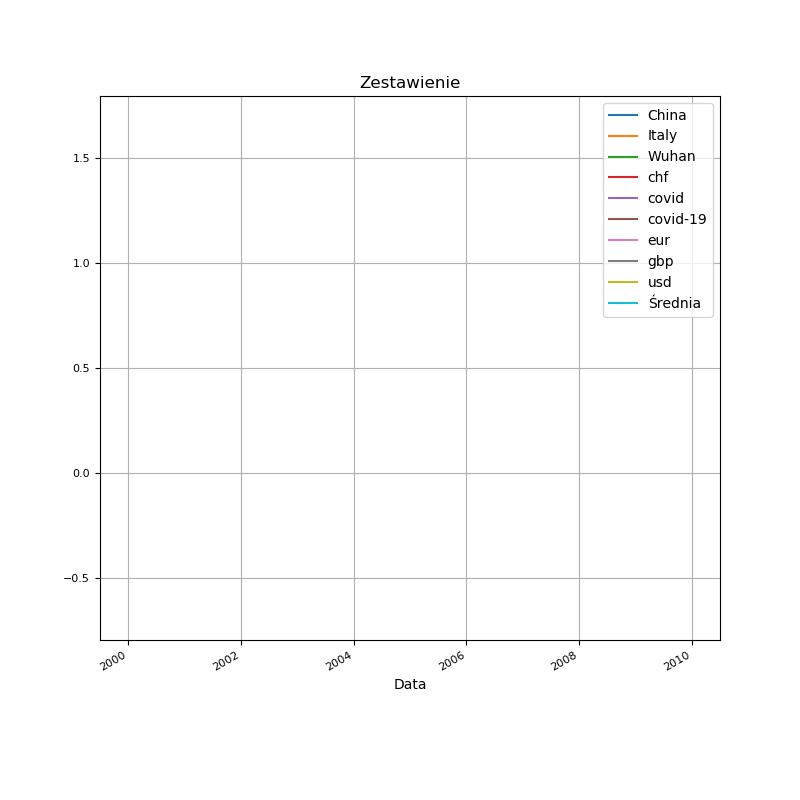 Zestawienie
China
Italy
Wuhan
chf
covid
covid-19
eur
gbp
usd
Średnia
1.5
1.0
0.5
0.0
−0.5
2000
2002
2004
2006
2008
2010
Data